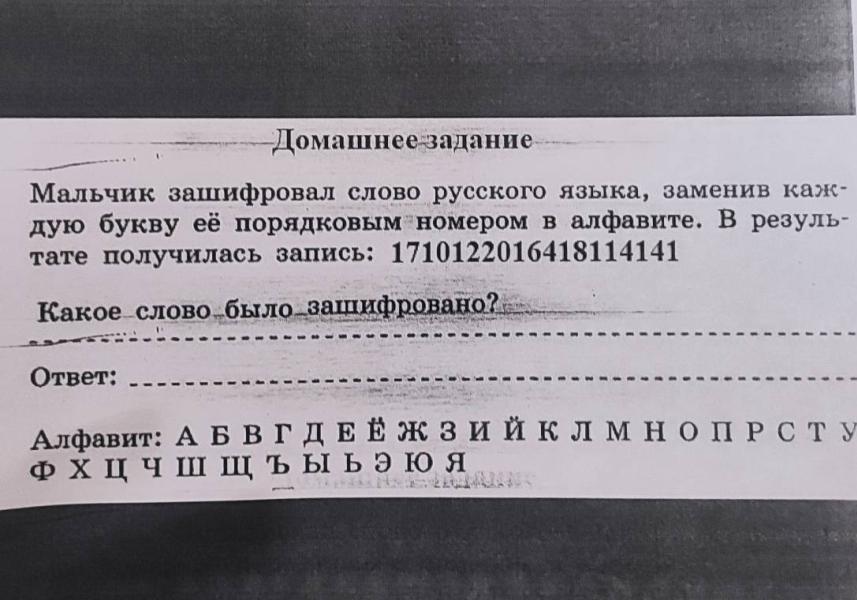 Домашнее задание
Мальчик зашифровал слово русского языка, заменив каж-
дую букву её порядковым номером в алфавите. В резуль-
тате получилась запись: 1710122016418114141
Какое слово было зашифровано?
Ответ:
Алфавит: А Б В Г Д Е Ё Ж З И Й К Л М Н О П Р С Т У
Ф Х Ц Ч Ш Щ Ъ Ы Ь Э Ю Я